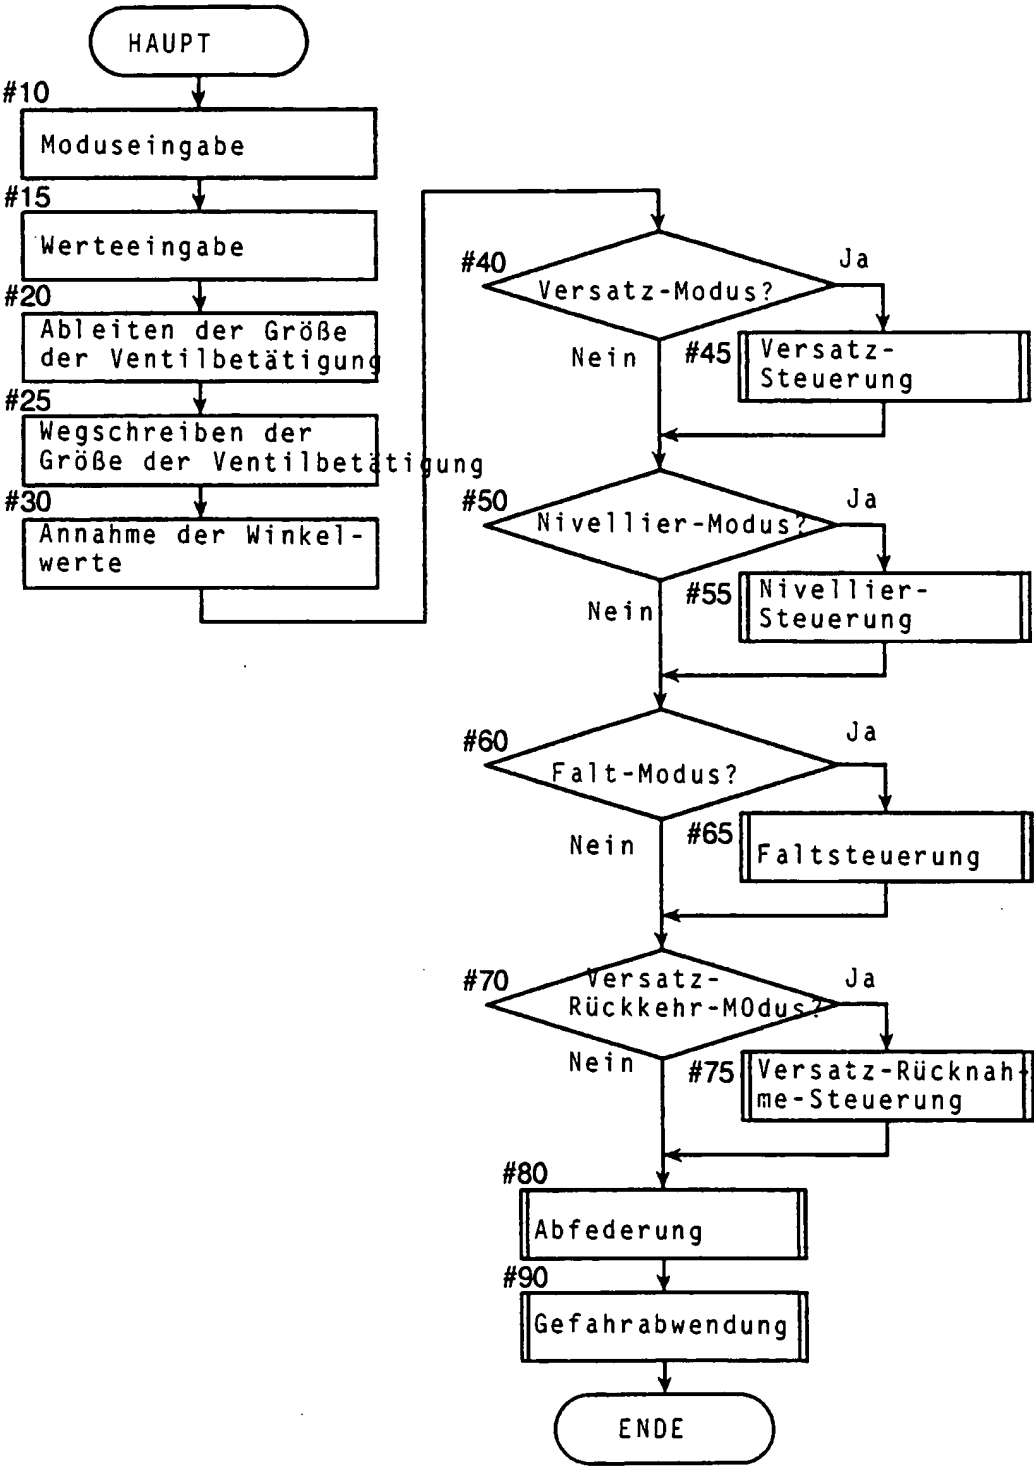 HAUPT
#10
Moduseingabe
#15
Werteeingabe
#20
Ableiten der Größe
der Ventilbetätigung
#25
Wegschreiben der
Größe der Ventilbetätigung
#30
Annahme der Winkel-
werte
#40
Versatz-Modus?
Ja
Nein
#45
Versatz-
Steuerung
#50
Nivellier-Modus?
Ja
Nein
#55
Nivellier-
Steuerung
#60
Falt-Modus?
Ja
Nein
#65
Faltsteuerung
#70
Versatz-
Rückkehr-MOdus?
Ja
Nein
#75
Versatz-Rücknah-
me-Steuerung
#80
Abfederung
#90
Gefahrabwendung
ENDE